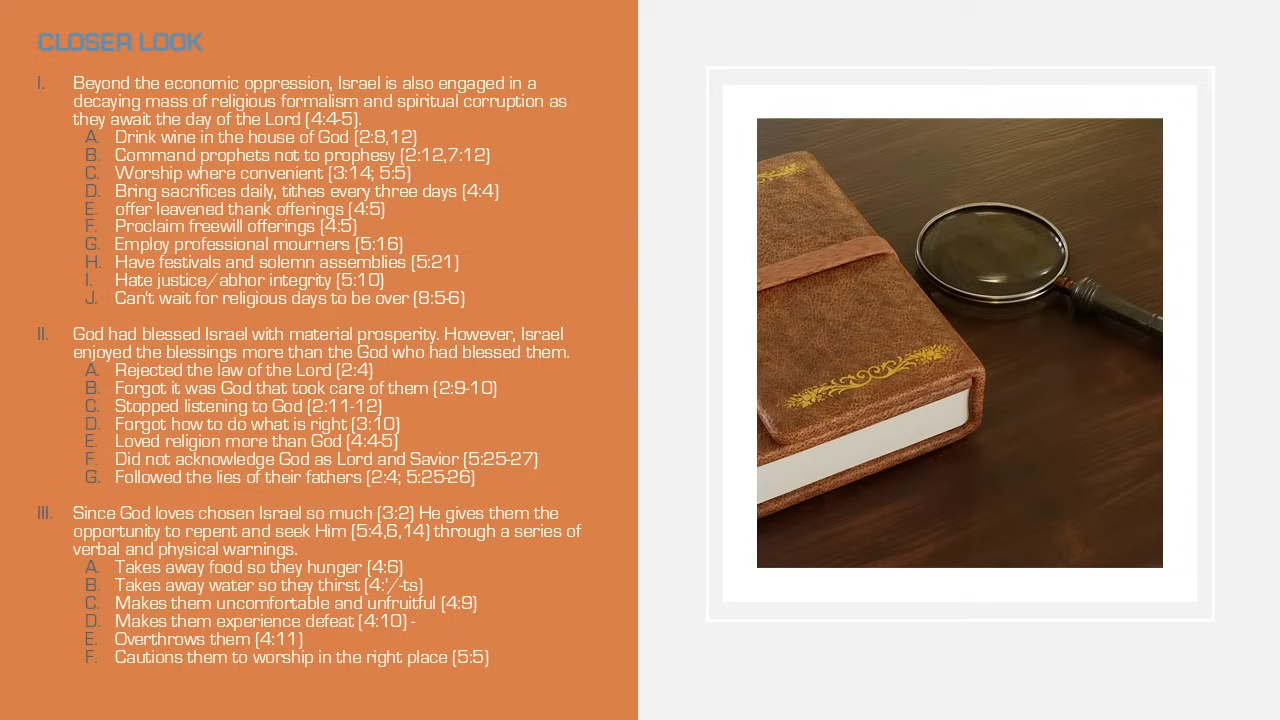 CLOSER LOOK
I. Beyond the economic oppression, Israel is also engaged in a
decaying mass of religious formalism and spiritual corruption as
they await the day of the Lord (4:4-5).
A. Drink wine in the house of God (2:8,12)
B. Command prophets not to prophesy (2:12,7:12)
C. Worship where convenient (3:14; 5:5)
D. Bring sacrifices daily, tithes every three days (4:4)
E. offer leavened thank offerings (4:5)
F. Proclaim freewill offerings (4:5)
G. Employ professional mourners (5:16)
H. Have festivals and solemn assemblies (5:21)
I. Hate justice/abhor integrity (5:10)
J. Can't wait for religious days to be over (8:5-6)
II. God had blessed Israel with material prosperity. However, Israel
enjoyed the blessings more than the God who had blessed them.
A. Rejected the law of the Lord (2:4)
B. Forgot it was God that took care of them (2:9-10)
C. Stopped listening to God (2:11-12)
D. Forgot how to do what is right (3:10)
E. Loved religion more than God (4:4-5)
F. Did not acknowledge God as Lord and Savior (5:25-27)
G. Followed the lies of their fathers (2:4; 5:25-26)
III. Since God loves chosen Israel so much (3:2) He gives them the
opportunity to repent and seek Him (5:4,6,14) through a series of
verbal and physical warnings.
A. Takes away food so they hunger (4:6)
B. Takes away water so they thirst (4:'/-ts)
C. Makes them uncomfortable and unfruitful (4:9)
D. Makes them experience defeat (4:10) -
E. Overthrows them (4:11)
F. Cautions them to worship in the right place (5:5)